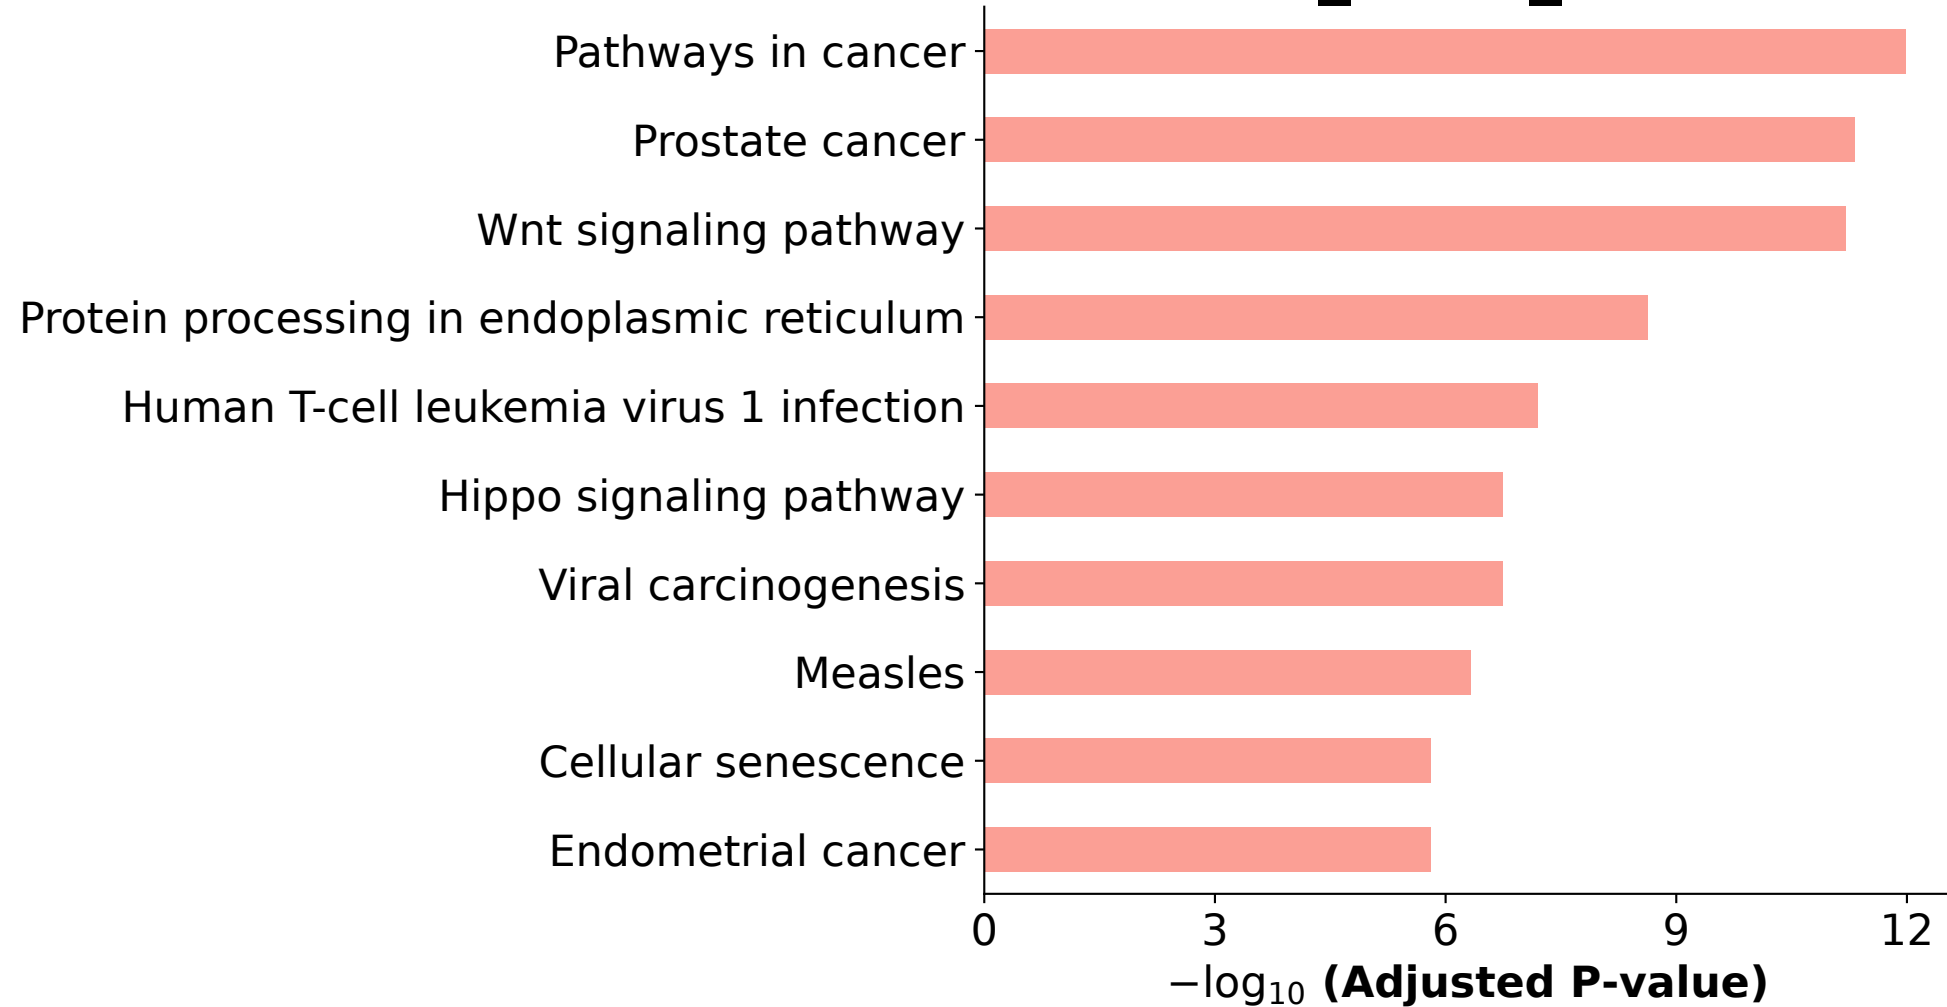 Pathways in cancer
Prostate cancer
Wnt signaling pathway
Protein processing in endoplasmic reticulum
Human T-cell leukemia virus 1 infection
Hippo signaling pathway
Viral carcinogenesis
Measles
Cellular senescence
Endometrial cancer
0 3 6 9 12
−log₁₀ (Adjusted P-value)